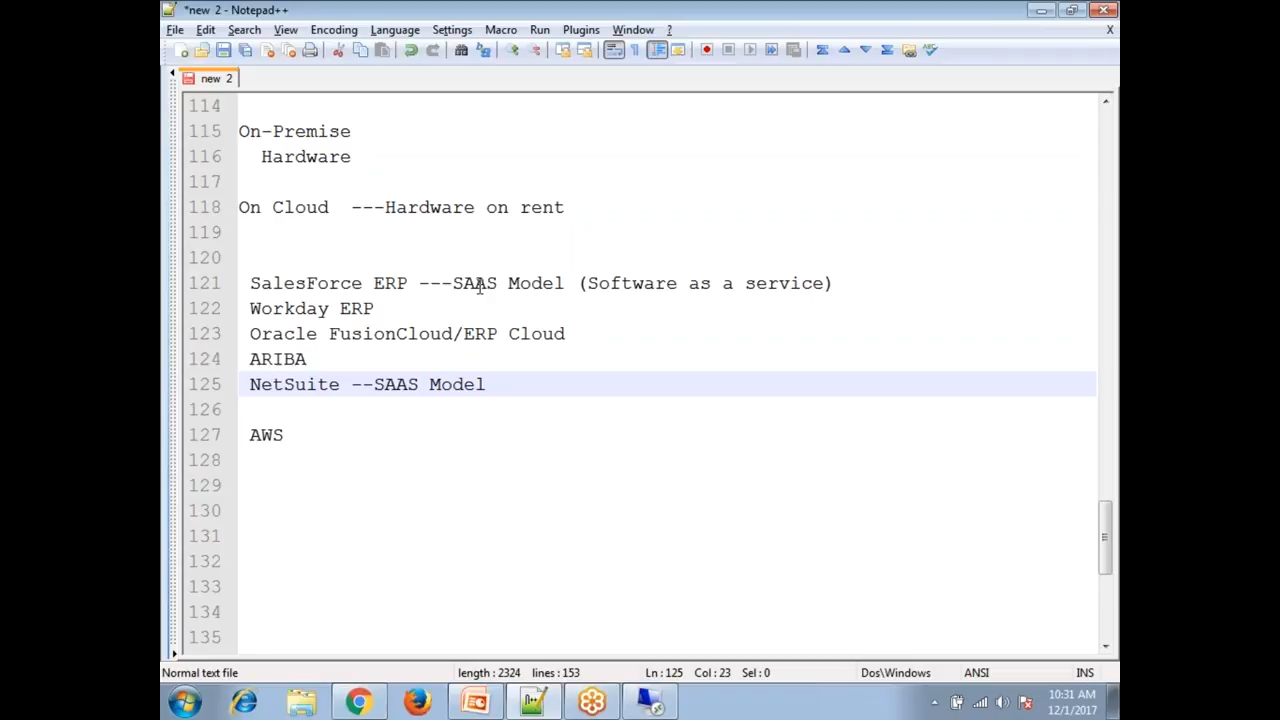 *new 2 - Notepad++
File Edit Search View Encoding Language Settings Macro Run Plugins Window ? X
new 2
114
115 On-Premise
116 Hardware
117
118 On Cloud ---Hardware on rent
119
120
121 SalesForce ERP ---SAAS Model (Software as a service)
122 Workday ERP
123 Oracle FusionCloud/ERP Cloud
124 ARIBA
125 NetSuite --SAAS Model
126
127 AWS
128
129
130
131
132
133
134
135
Normal text file length : 2324 lines : 153 Ln : 125 Col : 23 Sel : 0 Dos\Windows ANSI INS
10:31 AM
12/1/2017